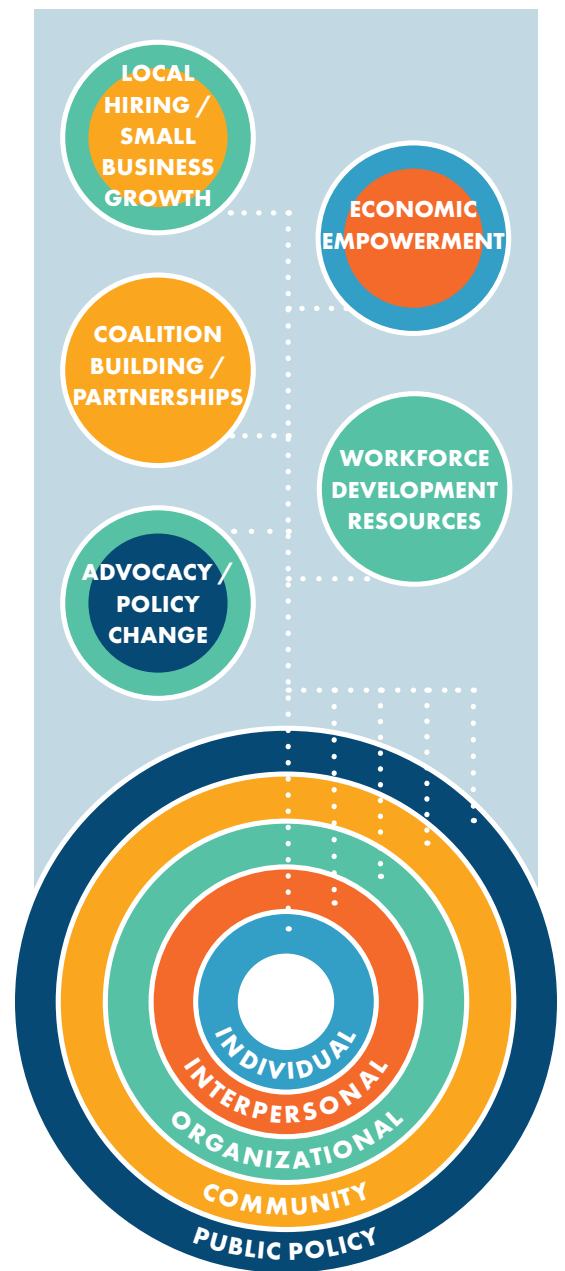 LOCAL
HIRING /
SMALL
BUSINESS
GROWTH
ECONOMIC
EMPOWERMENT
COALITION
BUILDING /
PARTNERSHIPS
WORKFORCE
DEVELOPMENT
RESOURCES
ADVOCACY /
POLICY
CHANGE
INDIVIDUAL
INTERPERSONAL
ORGANIZATIONAL
COMMUNITY
PUBLIC POLICY